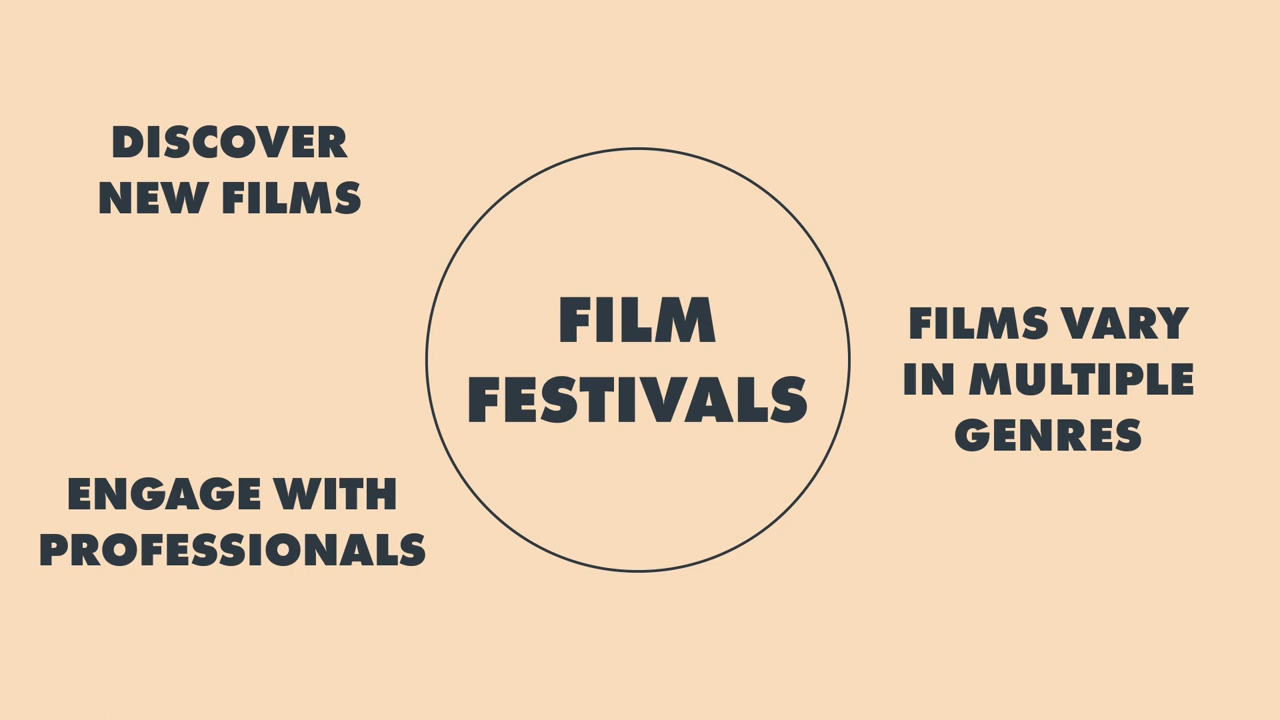 DISCOVER
NEW FILMS
FILM
FESTIVALS
FILMS VARY
IN MULTIPLE
GENRES
ENGAGE WITH
PROFESSIONALS